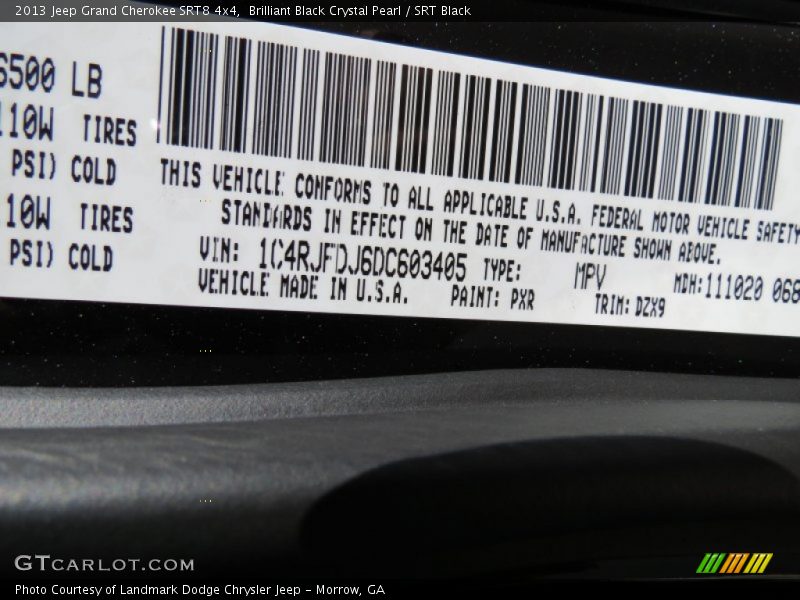 2013 Jeep Grand Cherokee SRT8 4x4,  Brilliant Black Crystal Pearl / SRT Black
6500 LB
110W TIRES
PSI) COLD
10W TIRES
PSI) COLD
THIS VEHICLE CONFORMS TO ALL APPLICABLE U.S.A. FEDERAL MOTOR VEHICLE SAFETY
STANDARDS IN EFFECT ON THE DATE OF MANUFACTURE SHOWN ABOVE.
VIN: 1C4RJFDJ6DC603405 TYPE: MPV MDH:111020 068
VEHICLE MADE IN U.S.A. PAINT: PXR TRIM: DZX9
GTCARLOT.COM
Photo Courtesy of Landmark Dodge Chrysler Jeep - Morrow, GA